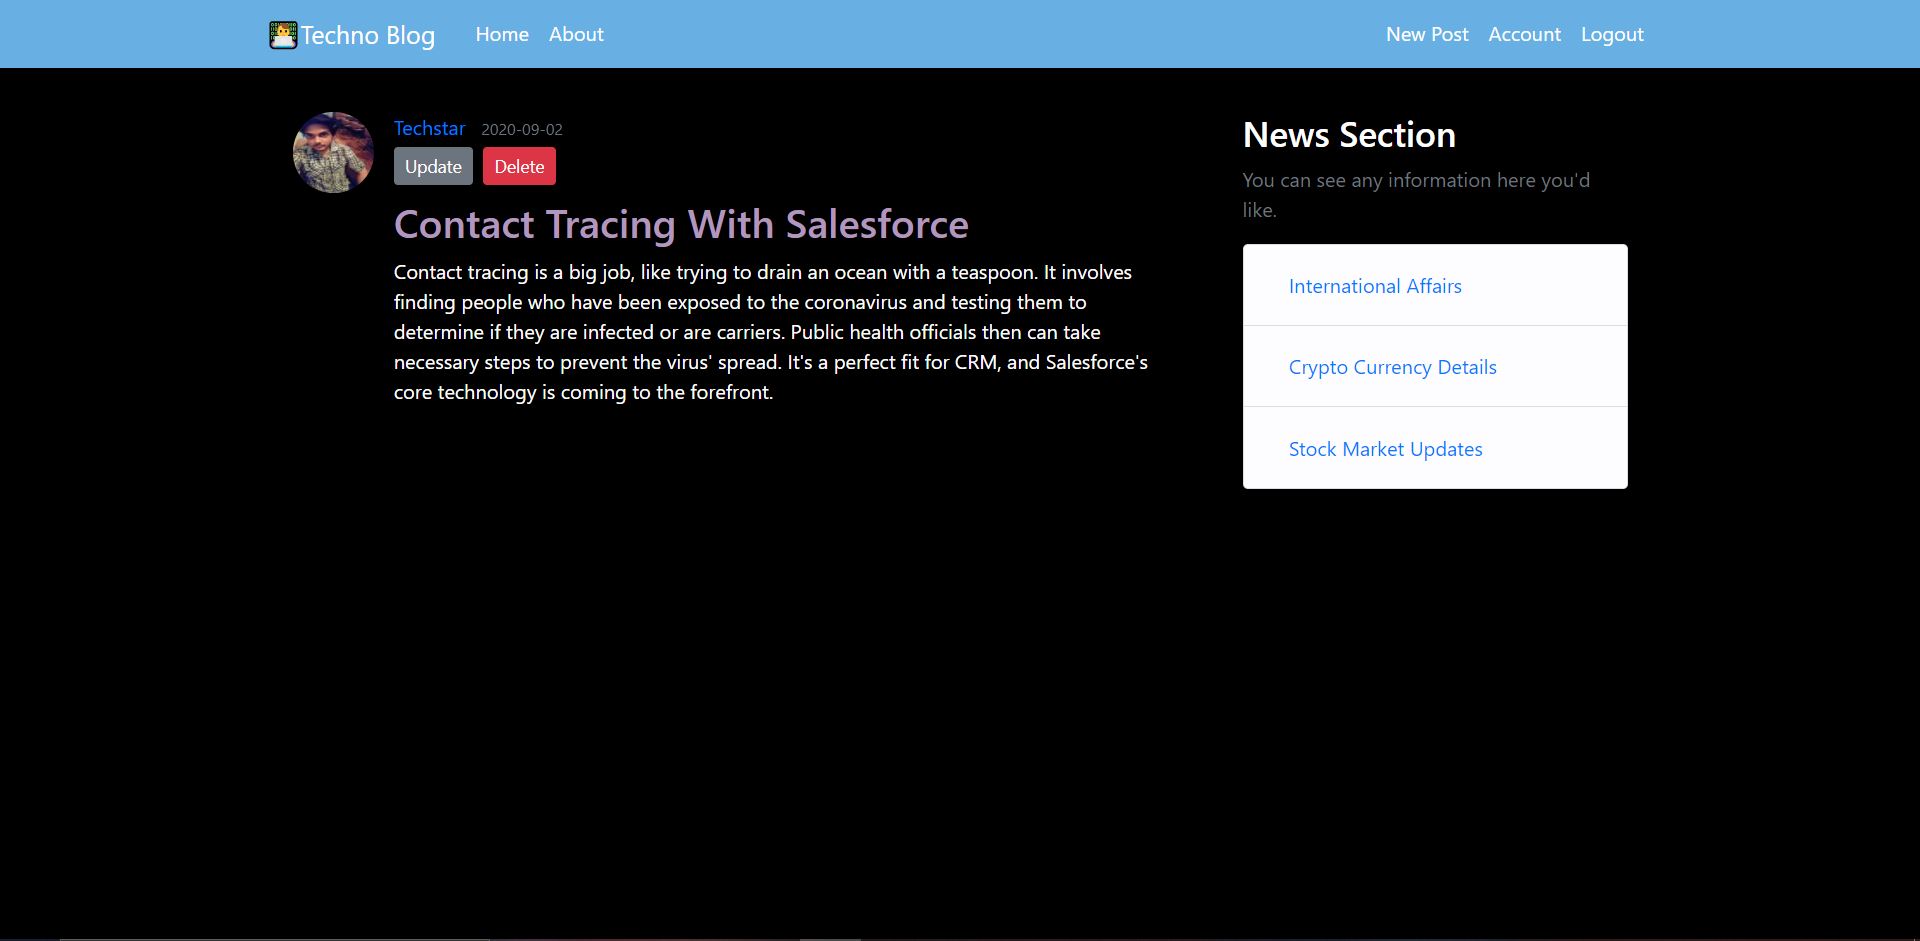 Techno Blog Home About New Post Account Logout
Techstar 2020-09-02
Update Delete
Contact Tracing With Salesforce
Contact tracing is a big job, like trying to drain an ocean with a teaspoon. It involves
finding people who have been exposed to the coronavirus and testing them to
determine if they are infected or are carriers. Public health officials then can take
necessary steps to prevent the virus' spread. It's a perfect fit for CRM, and Salesforce's
core technology is coming to the forefront.
News Section
You can see any information here you'd
like.
International Affairs
Crypto Currency Details
Stock Market Updates